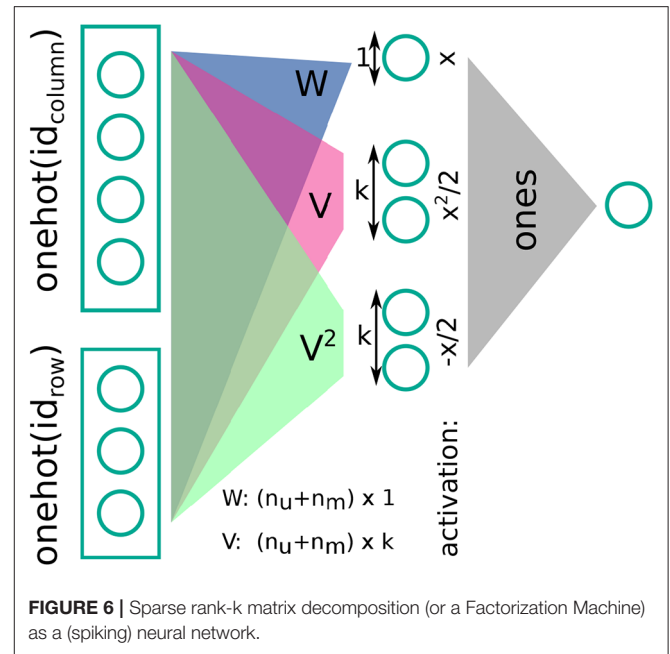 onehot(id_column)
onehot(id_row)
W
V
V²
1
k
k
x
x²/2
-x/2
activation:
ones
W: (n_u+n_m) x 1
V: (n_u+n_m) x k
FIGURE 6 | Sparse rank-k matrix decomposition (or a Factorization Machine)
as a (spiking) neural network.